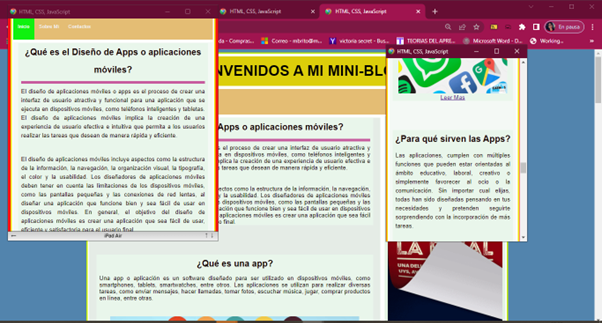 HTML, CSS, JavaScript
Inicio Sobre Mi Contactos
¿Qué es el Diseño de Apps o aplicaciones
móviles?
El diseño de aplicaciones móviles o apps es el proceso de crear una
interfaz de usuario atractiva y funcional para una aplicación que se
ejecuta en dispositivos móviles, como teléfonos inteligentes y tabletas.
El diseño de aplicaciones móviles implica la creación de una
experiencia de usuario efectiva e intuitiva que permita a los usuarios
realizar las tareas que desean de manera rápida y eficiente.
El diseño de aplicaciones móviles incluye aspectos como la estructura
de la información, la navegación, la organización visual, la tipografía,
el color y la usabilidad. Los diseñadores de aplicaciones móviles
deben tener en cuenta las limitaciones de los dispositivos móviles,
como las pantallas pequeñas y las conexiones de red lentas, al
diseñar una aplicación que funcione bien y sea fácil de usar en
dispositivos móviles. En general, el objetivo del diseño de
aplicaciones móviles es crear una aplicación que sea fácil de usar,
eficiente y satisfactoria para el usuario final.
iPad Air
HTML, CSS, JavaScript
HTML, CSS, JavaScript
En pausa
da - Compras... Correo - mbrito@m... victoria secret - Bus... TEORIAS DEL APRE... Microsoft Word - D... Working...
NVENIDOS A MI MINI-BLO
Apps o aplicaciones móviles?
crear una interfaz de usuario atractiva y
en dispositivos móviles, como teléfonos inteligentes y tabletas.
implica la creación de una experiencia de usuario efectiva e
que desean de manera rápida y eficiente.
aspectos como la estructura de la información, la navegación,
la usabilidad. Los diseñadores de aplicaciones móviles
dispositivos móviles, como las pantallas pequeñas y las
aplicación que funcione bien y sea fácil de usar en dispositivos
móviles es crear una aplicación que sea fácil
final.
¿Qué es una app?
Una app o aplicación es un software diseñado para ser utilizado en dispositivos móviles, como
smartphones, tablets, smartwatches, entre otros. Las aplicaciones se utilizan para realizar diversas
tareas, como enviar mensajes, hacer llamadas, tomar fotos, escuchar música, jugar, comprar productos
en línea, entre otras.
HTML, CSS, JavaScript
Leer Mas
¿Para qué sirven las Apps?
Las aplicaciones, cumplen con múltiples
funciones que pueden estar orientadas al
ámbito educativo, laboral, creativo o
simplemente favorecer al ocio o la
comunicación. Sin importar cual elijas,
todas han sido diseñadas pensando en tus
necesidades y pretenden seguirte
sorprendiendo con la incorporación de más
tareas.